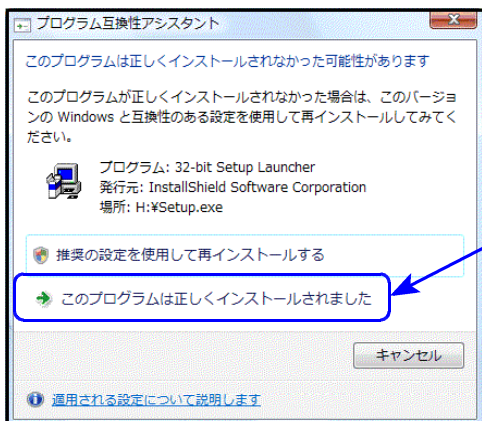 プログラム互換性アシスタント
このプログラムは正しくインストールされなかった可能性があります
このプログラムが正しくインストールされなかった場合は、このバージョ
ンの Windows と互換性のある設定を使用して再インストールしてみてく
ださい。
プログラム: 32-bit Setup Launcher
発行元: InstallShield Software Corporation
場所: H:¥Setup.exe
推奨の設定を使用して再インストールする
このプログラムは正しくインストールされました
キャンセル
適用される設定について説明します